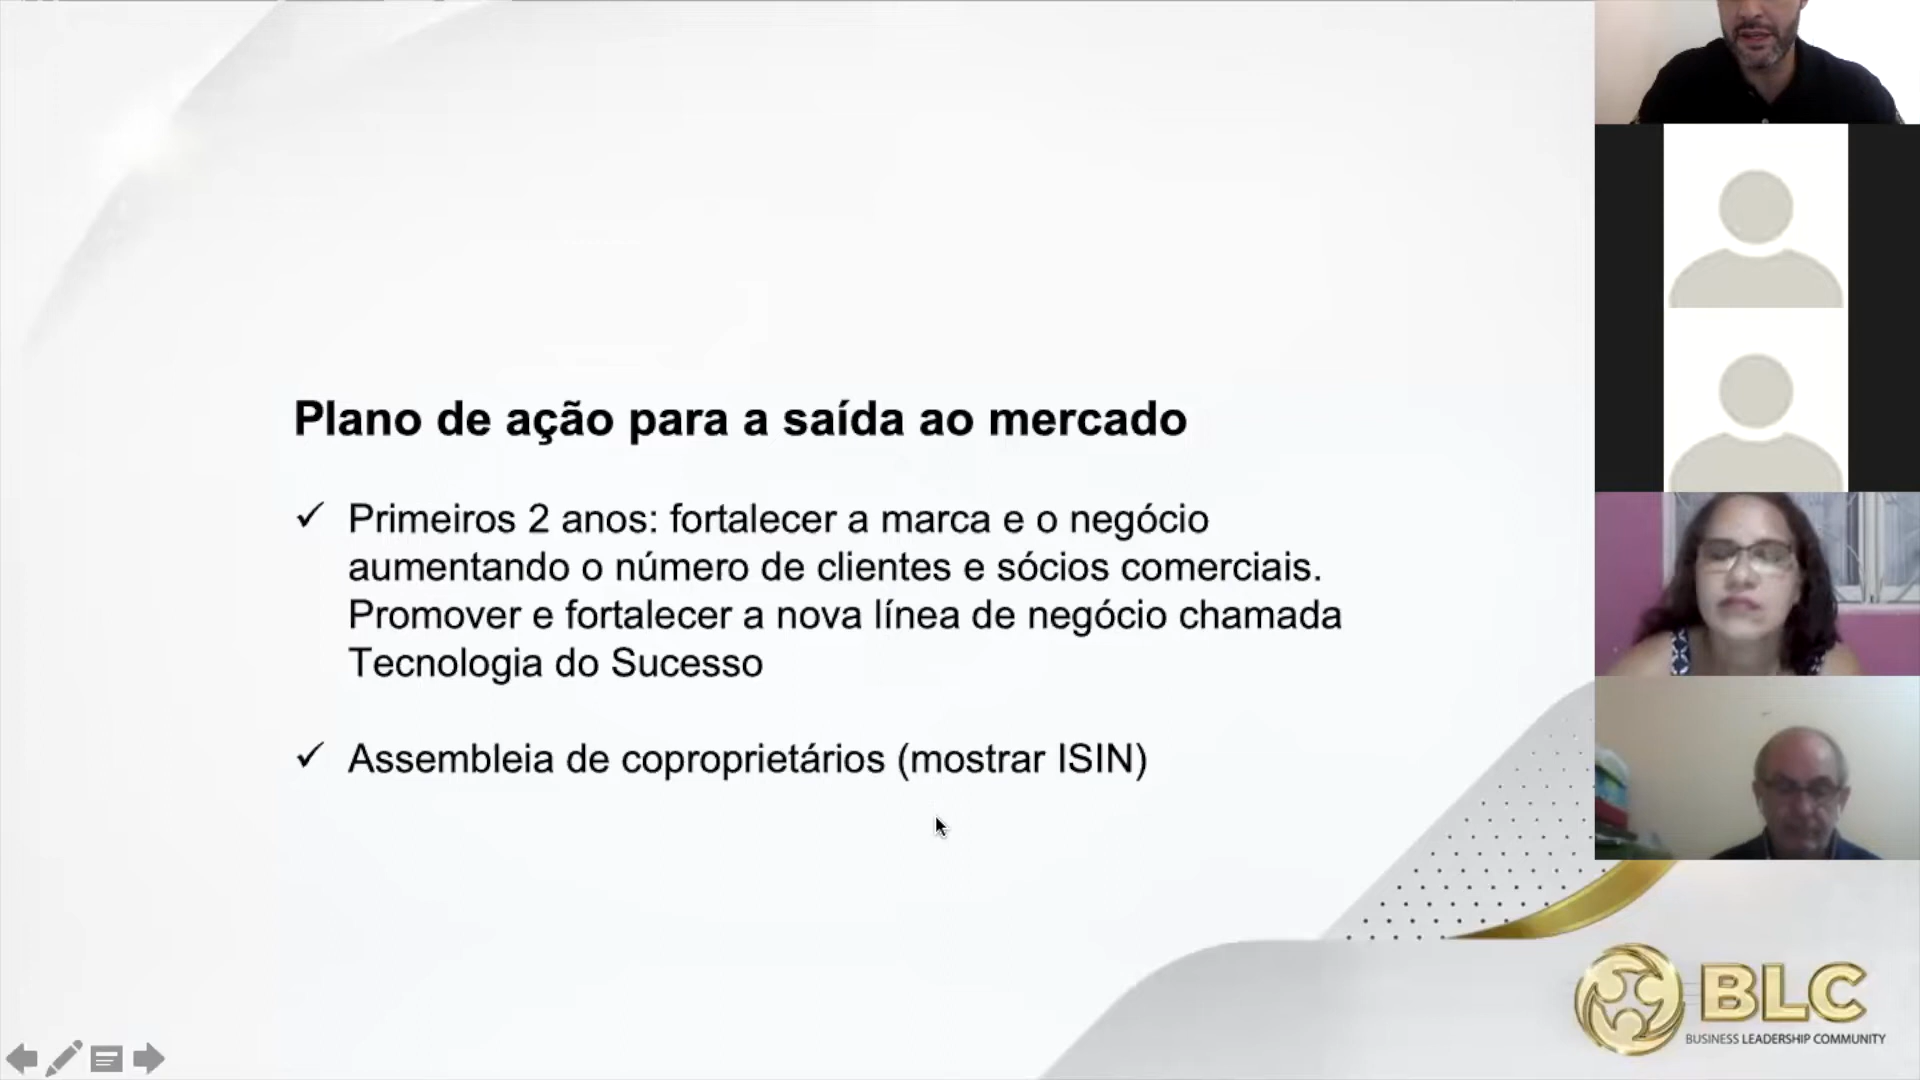 Plano de ação para a saída ao mercado
✓ Primeiros 2 anos: fortalecer a marca e o negócio
aumentando o número de clientes e sócios comerciais.
Promover e fortalecer a nova línea de negócio chamada
Tecnologia do Sucesso
✓ Assembleia de coproprietários (mostrar ISIN)
BLC
BUSINESS LEADERSHIP COMMUNITY